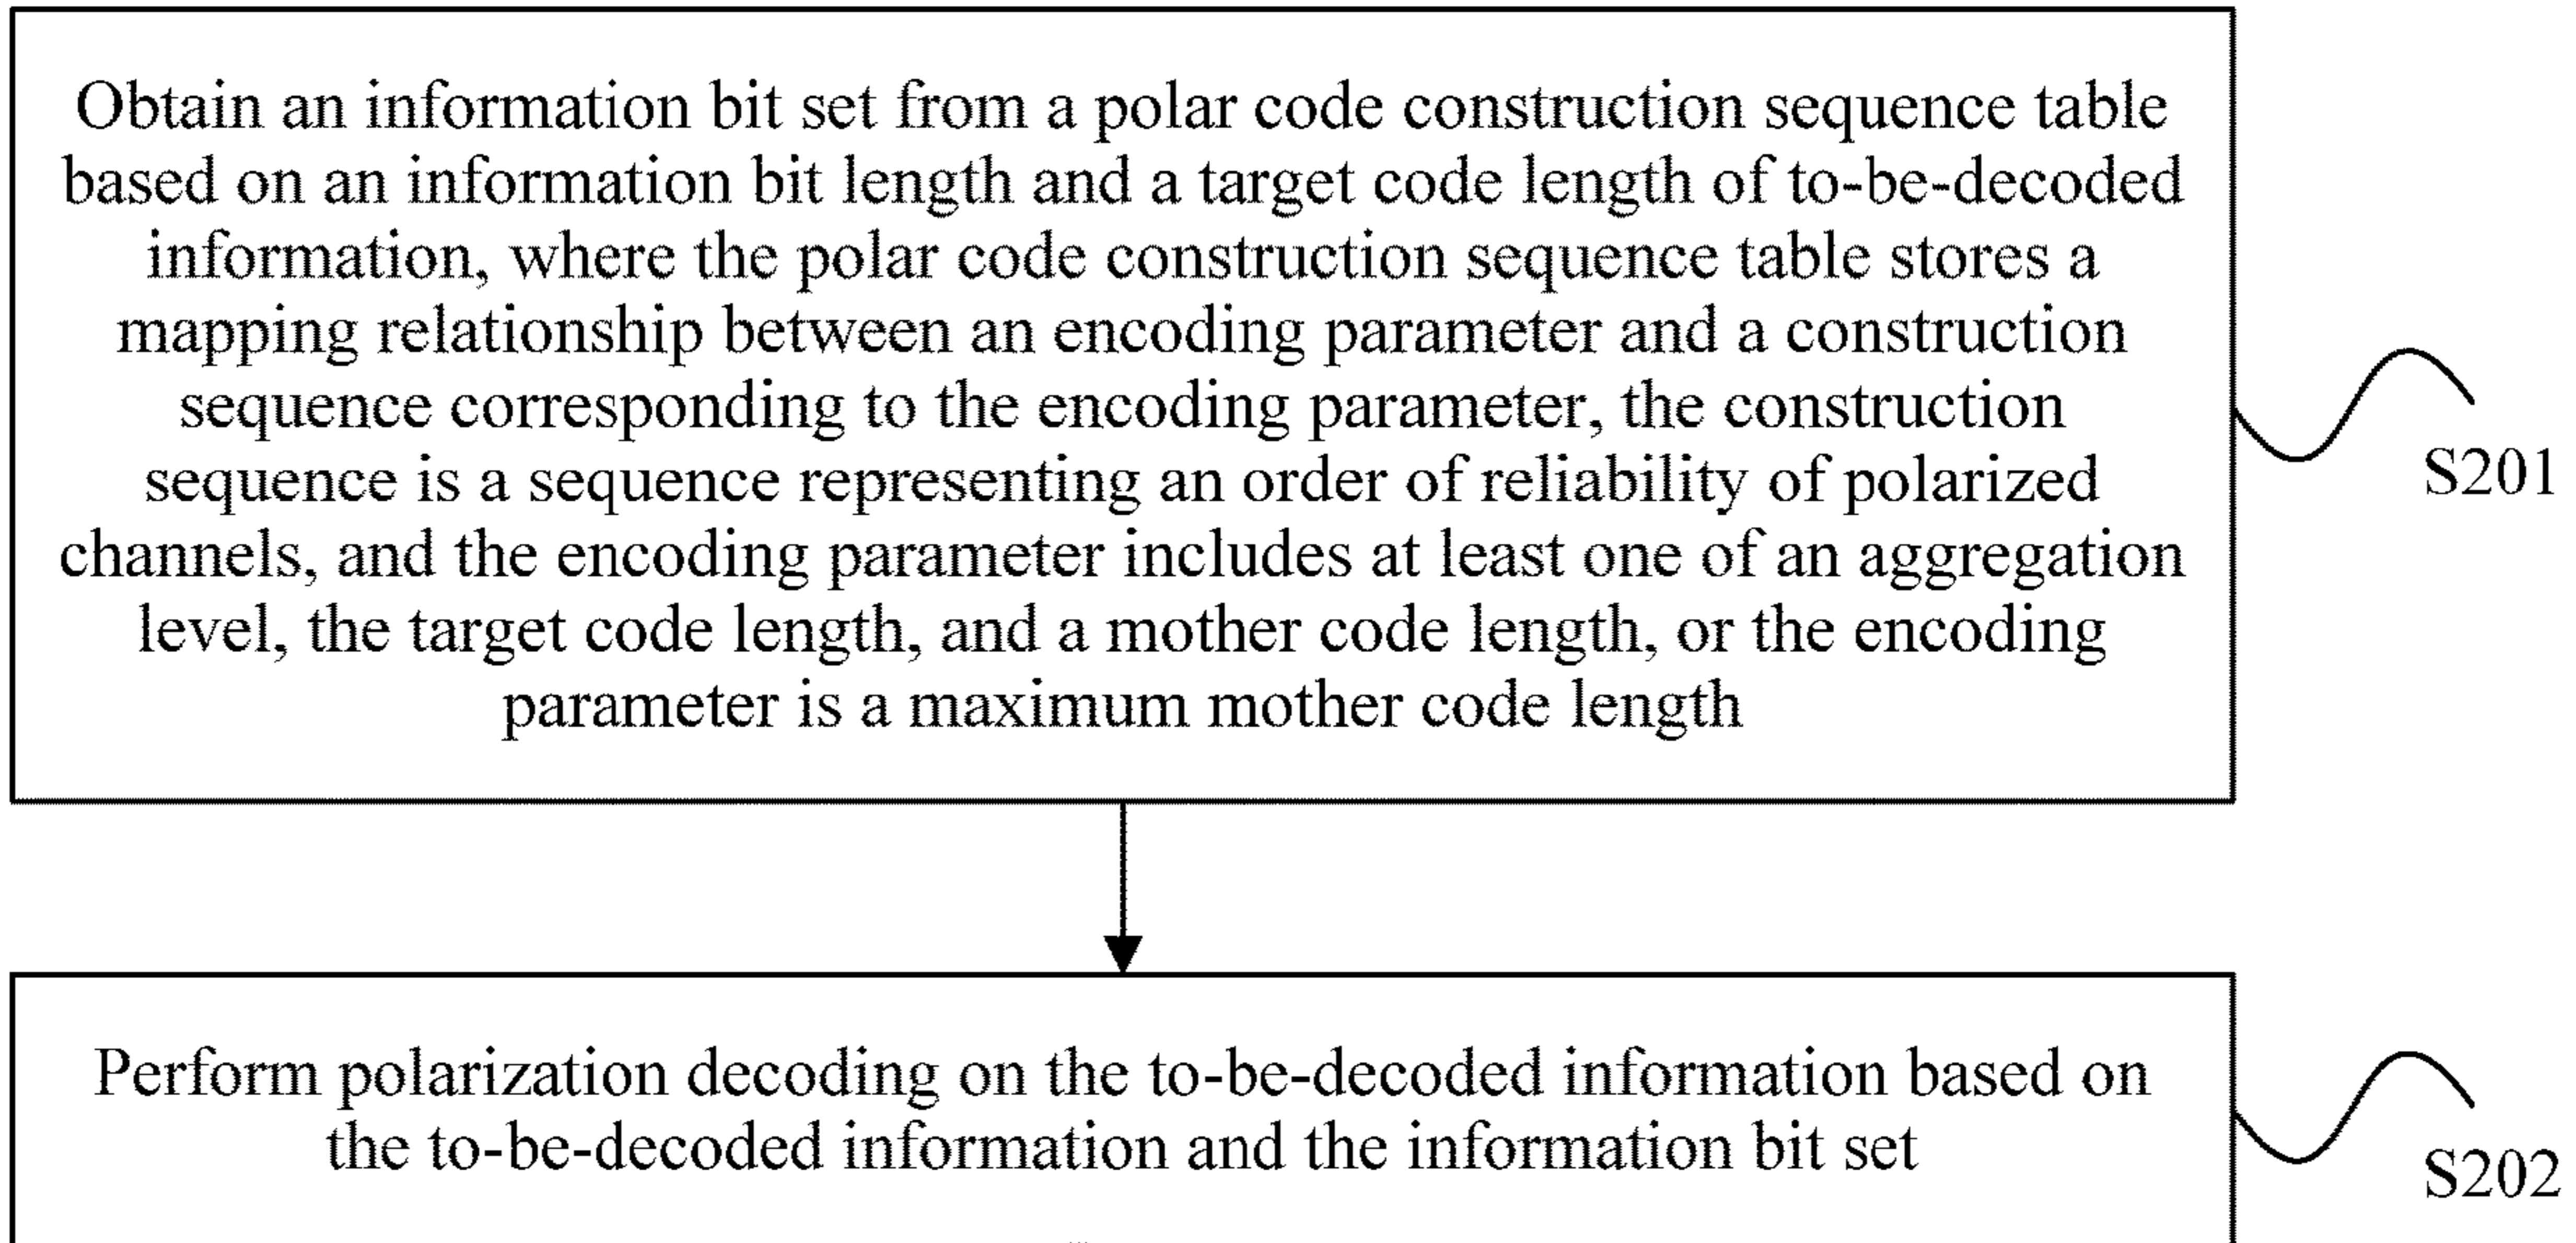 Obtain an information bit set from a polar code construction sequence table
based on an information bit length and a target code length of to-be-decoded
information, where the polar code construction sequence table stores a
mapping relationship between an encoding parameter and a construction
sequence corresponding to the encoding parameter, the construction
sequence is a sequence representing an order of reliability of polarized
channels, and the encoding parameter includes at least one of an aggregation
level, the target code length, and a mother code length, or the encoding
parameter is a maximum mother code length
S201
Perform polarization decoding on the to-be-decoded information based on
the to-be-decoded information and the information bit set
S202